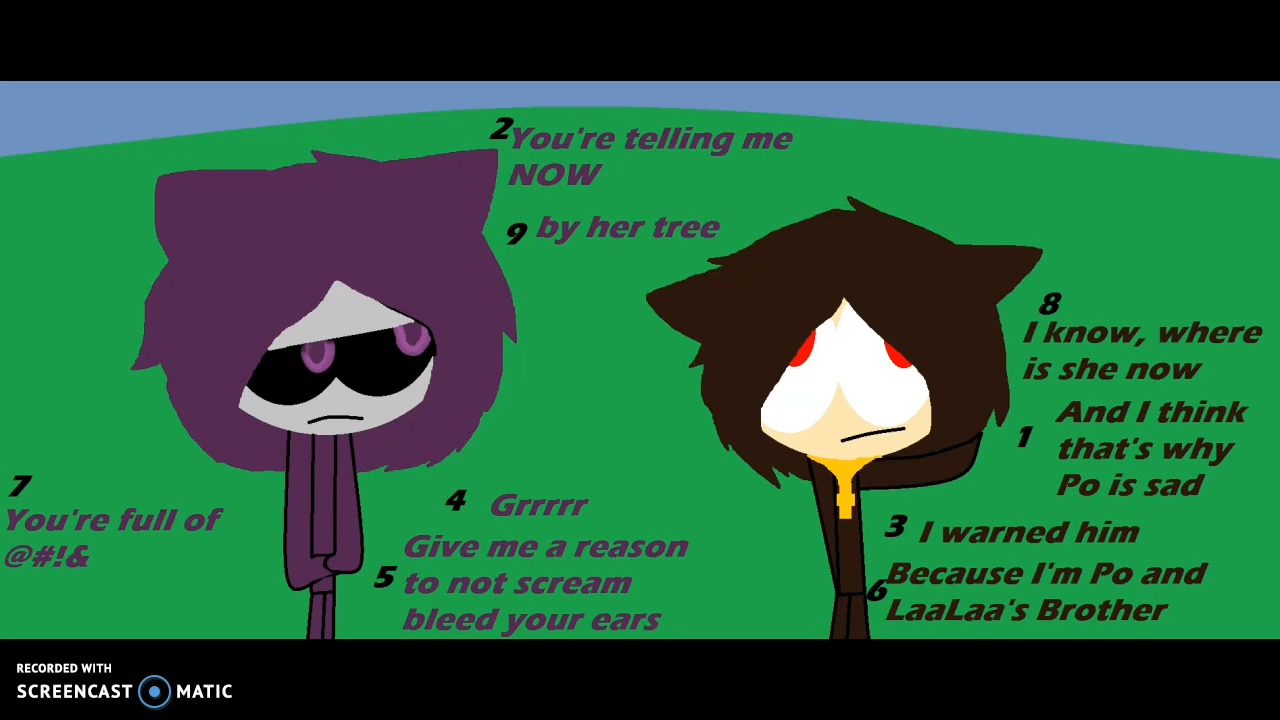 2 You're telling me
NOW
9 by her tree
8
I know, where
is she now
1 And I think
that's why
Po is sad
7
You're full of
@#!&
4 Grrrrr
3 I warned him
5 Give me a reason
to not scream
bleed your ears
6 Because I'm Po and
LaaLaa's Brother
RECORDED WITH
SCREENCAST MATIC